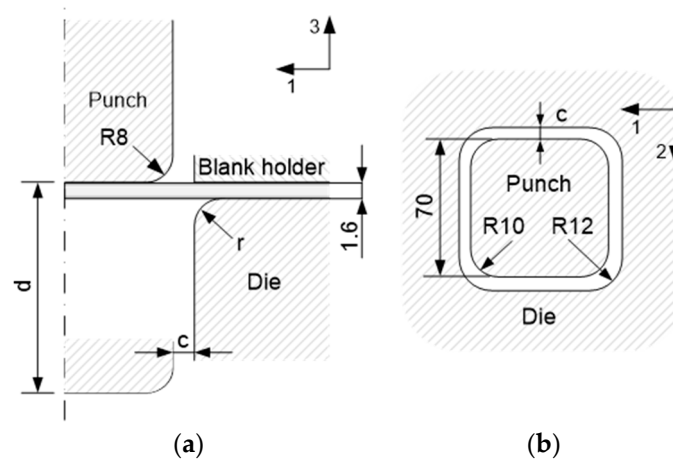 3
1
Punch
R8
Blank holder
1.6
r
Die
d
c
(a)
c
1
2
Punch
70
R10
R12
Die
(b)